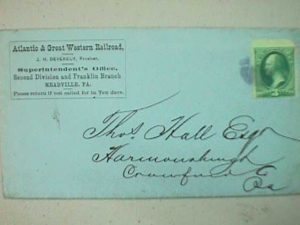 Atlantic & Great Western Railroad,
J. H. DEVEREUX, Receiver,
Superintendent's Office,
Second Division and Franklin Branch
MEADVILLE, PA.
Please return if not called for in Ten days.
Thos. Hall Esq
Harmonsburgh
Crawford Co
Pa